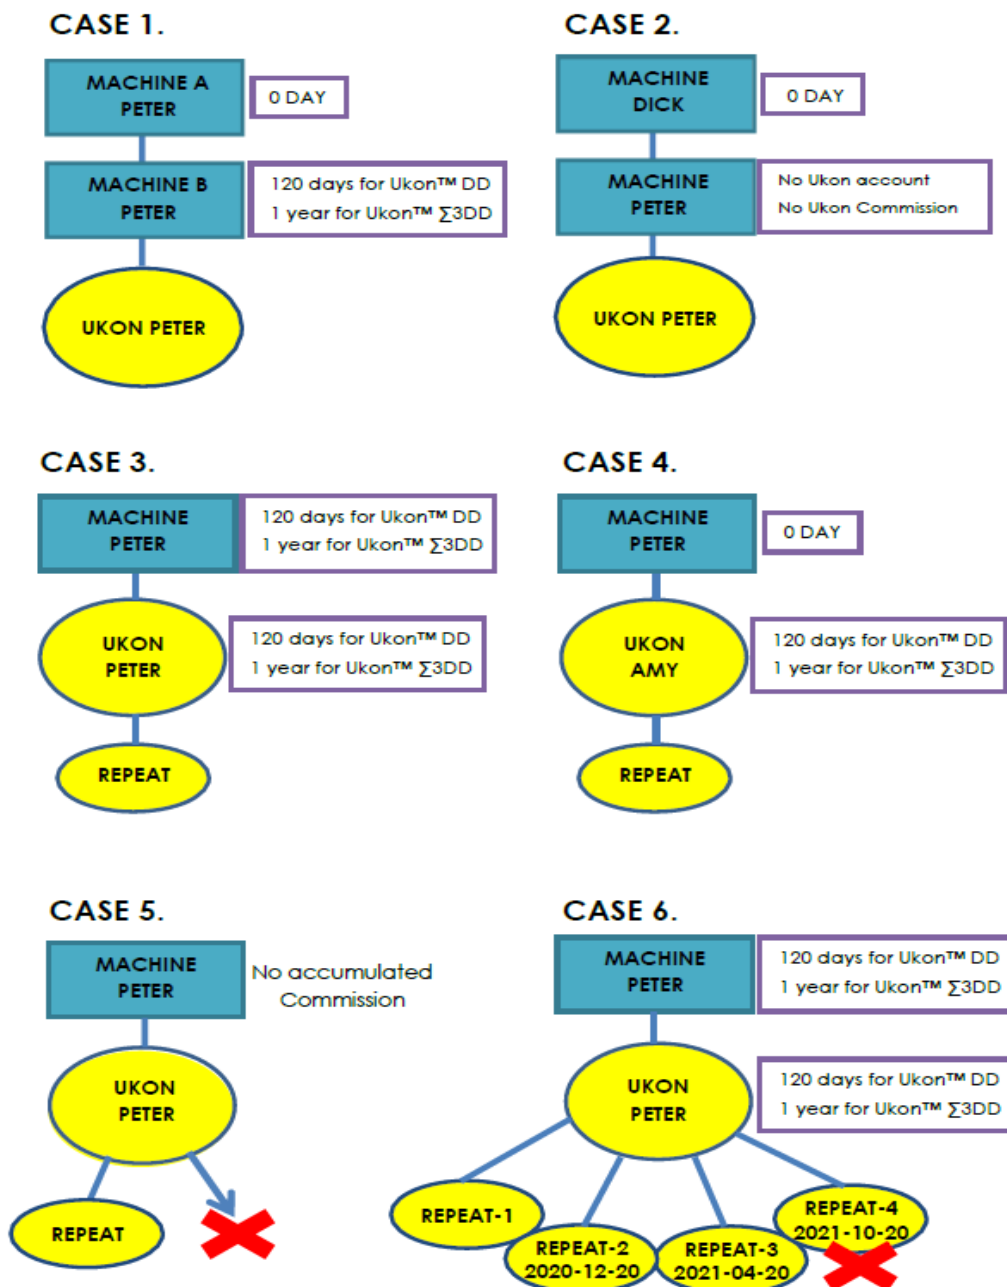 CASE 1.
MACHINE A
PETER
0 DAY
MACHINE B
PETER
120 days for Ukon™ DD
1 year for Ukon™ ∑3DD
UKON PETER
CASE 2.
MACHINE
DICK
0 DAY
MACHINE
PETER
No Ukon account
No Ukon Commission
UKON PETER
CASE 3.
MACHINE
PETER
120 days for Ukon™ DD
1 year for Ukon™ ∑3DD
UKON
PETER
120 days for Ukon™ DD
1 year for Ukon™ ∑3DD
REPEAT
CASE 4.
MACHINE
PETER
0 DAY
UKON
AMY
120 days for Ukon™ DD
1 year for Ukon™ ∑3DD
REPEAT
CASE 5.
MACHINE
PETER
No accumulated
Commission
UKON
PETER
REPEAT
CASE 6.
MACHINE
PETER
120 days for Ukon™ DD
1 year for Ukon™ ∑3DD
UKON
PETER
120 days for Ukon™ DD
1 year for Ukon™ ∑3DD
REPEAT-1
REPEAT-2
2020-12-20
REPEAT-3
2021-04-20
REPEAT-4
2021-10-20